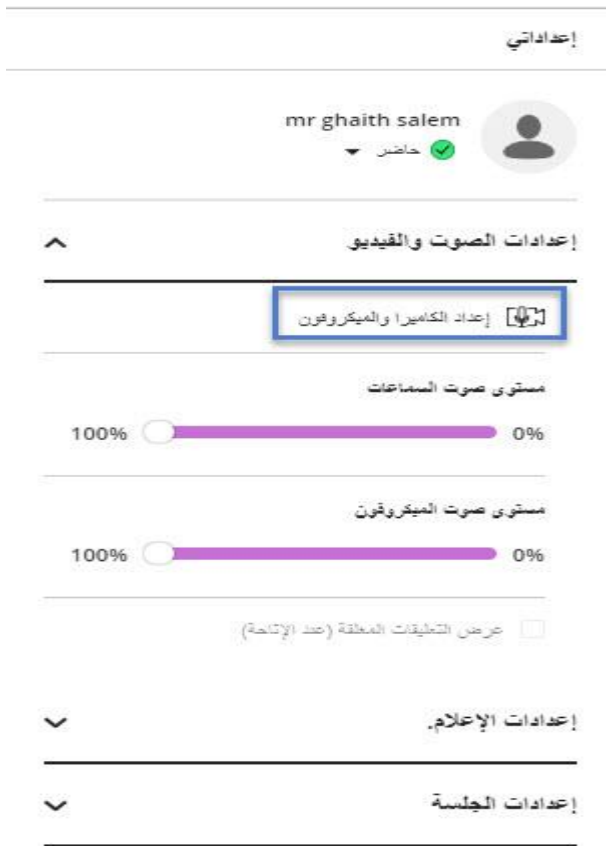 إعداداتي
mr ghaith salem
حاضر
إعدادات الصوت والفيديو
إعداد الكاميرا والميكروفون
مستوى صوت السماعات
0% 100%
مستوى صوت الميكروفون
0% 100%
عرض التعليقات المغلقة (عند الإتاحة)
إعدادات الإعلام.
إعدادات الجلسة